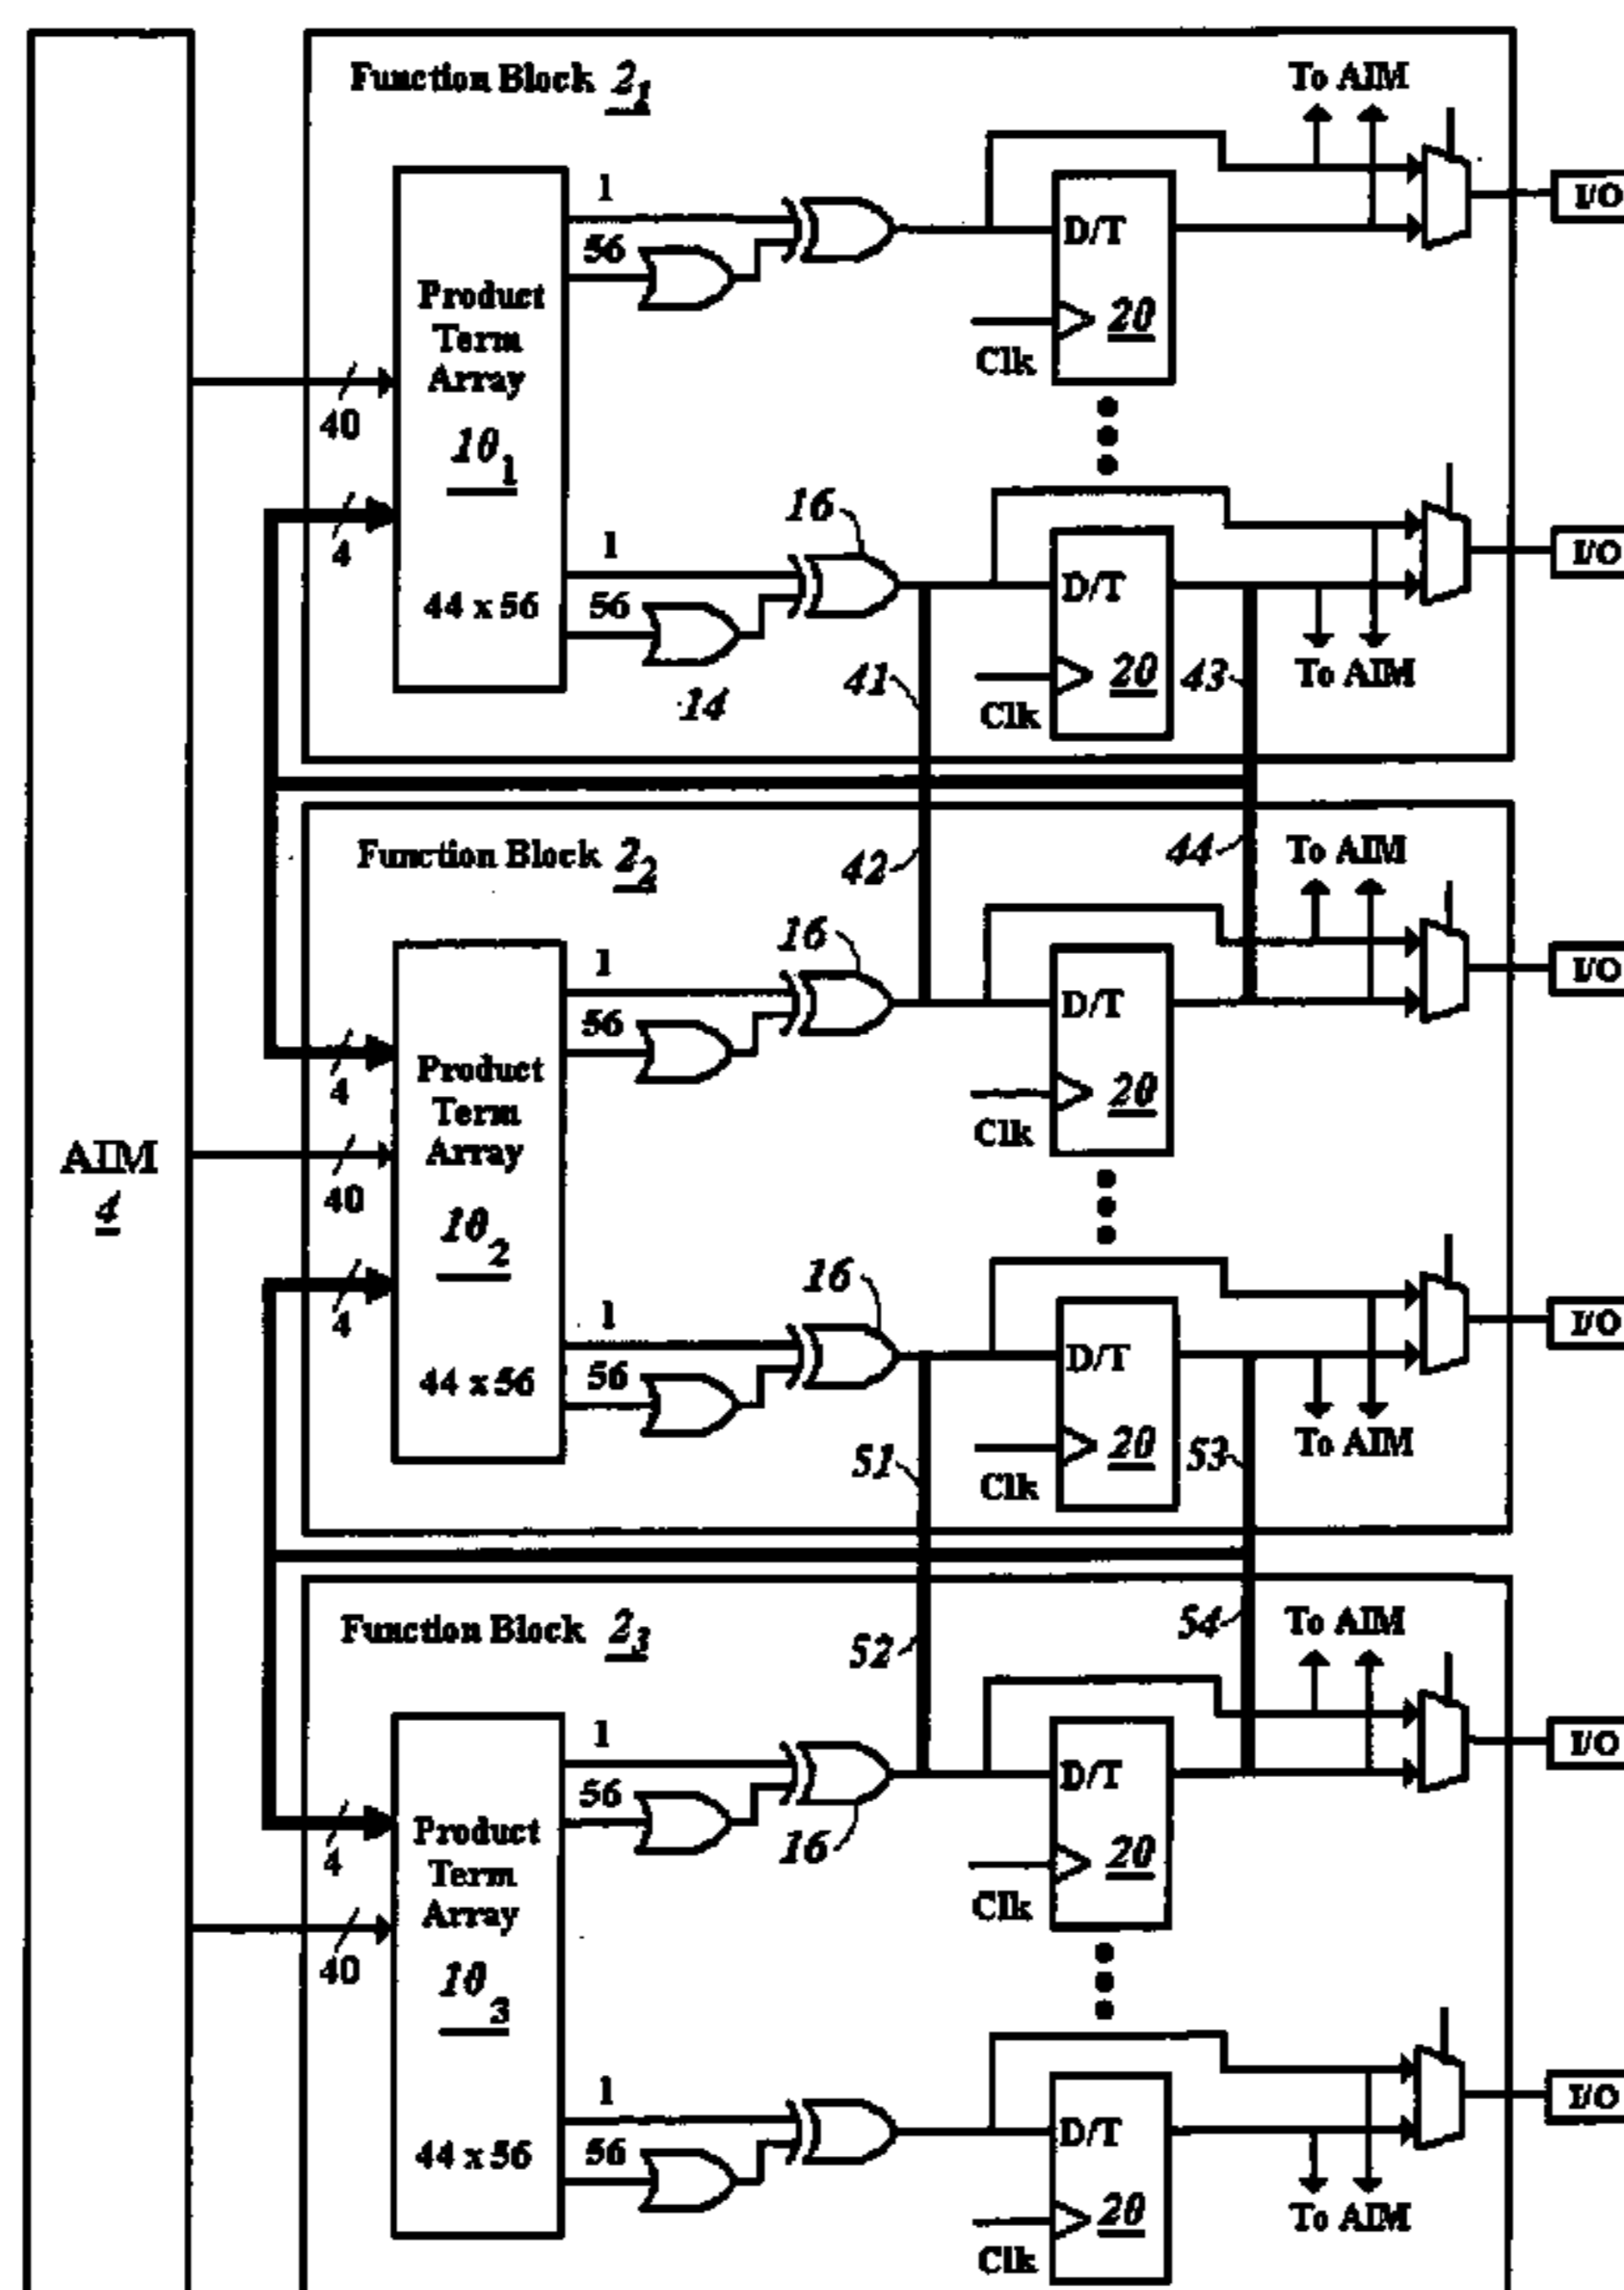 Function Block 2₁
To AIM
1
56
I/O
D/T
Product
Term
Array
20
Clk
40
10₁
16
1
4
I/O
D/T
44 x 56
56
41
20
43
To AIM
14
Clk
Function Block 2₂
42
44
To AIM
16
1
I/O
D/T
56
Product
Term
Array
4
20
Clk
AIM
4
40
10₂
16
1
4
I/O
D/T
44 x 56
56
51
20
53
To AIM
Clk
Function Block 2₃
52
54
To AIM
1
I/O
D/T
56
Product
Term
Array
4
16
20
Clk
40
10₃
1
I/O
D/T
44 x 56
56
20
To AIM
Clk